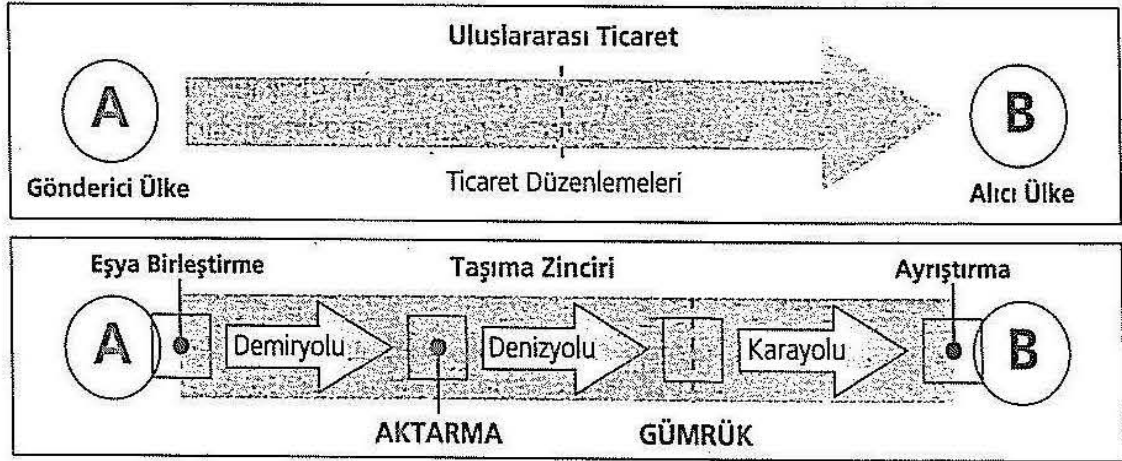 Uluslararası Ticaret
A
B
Gönderici Ülke
Ticaret Düzenlemeleri
Alıcı Ülke
Eşya Birleştirme
Taşıma Zinciri
Ayrıştırma
A
Demiryolu
Denizyolu
Karayolu
B
AKTARMA
GÜMRÜK